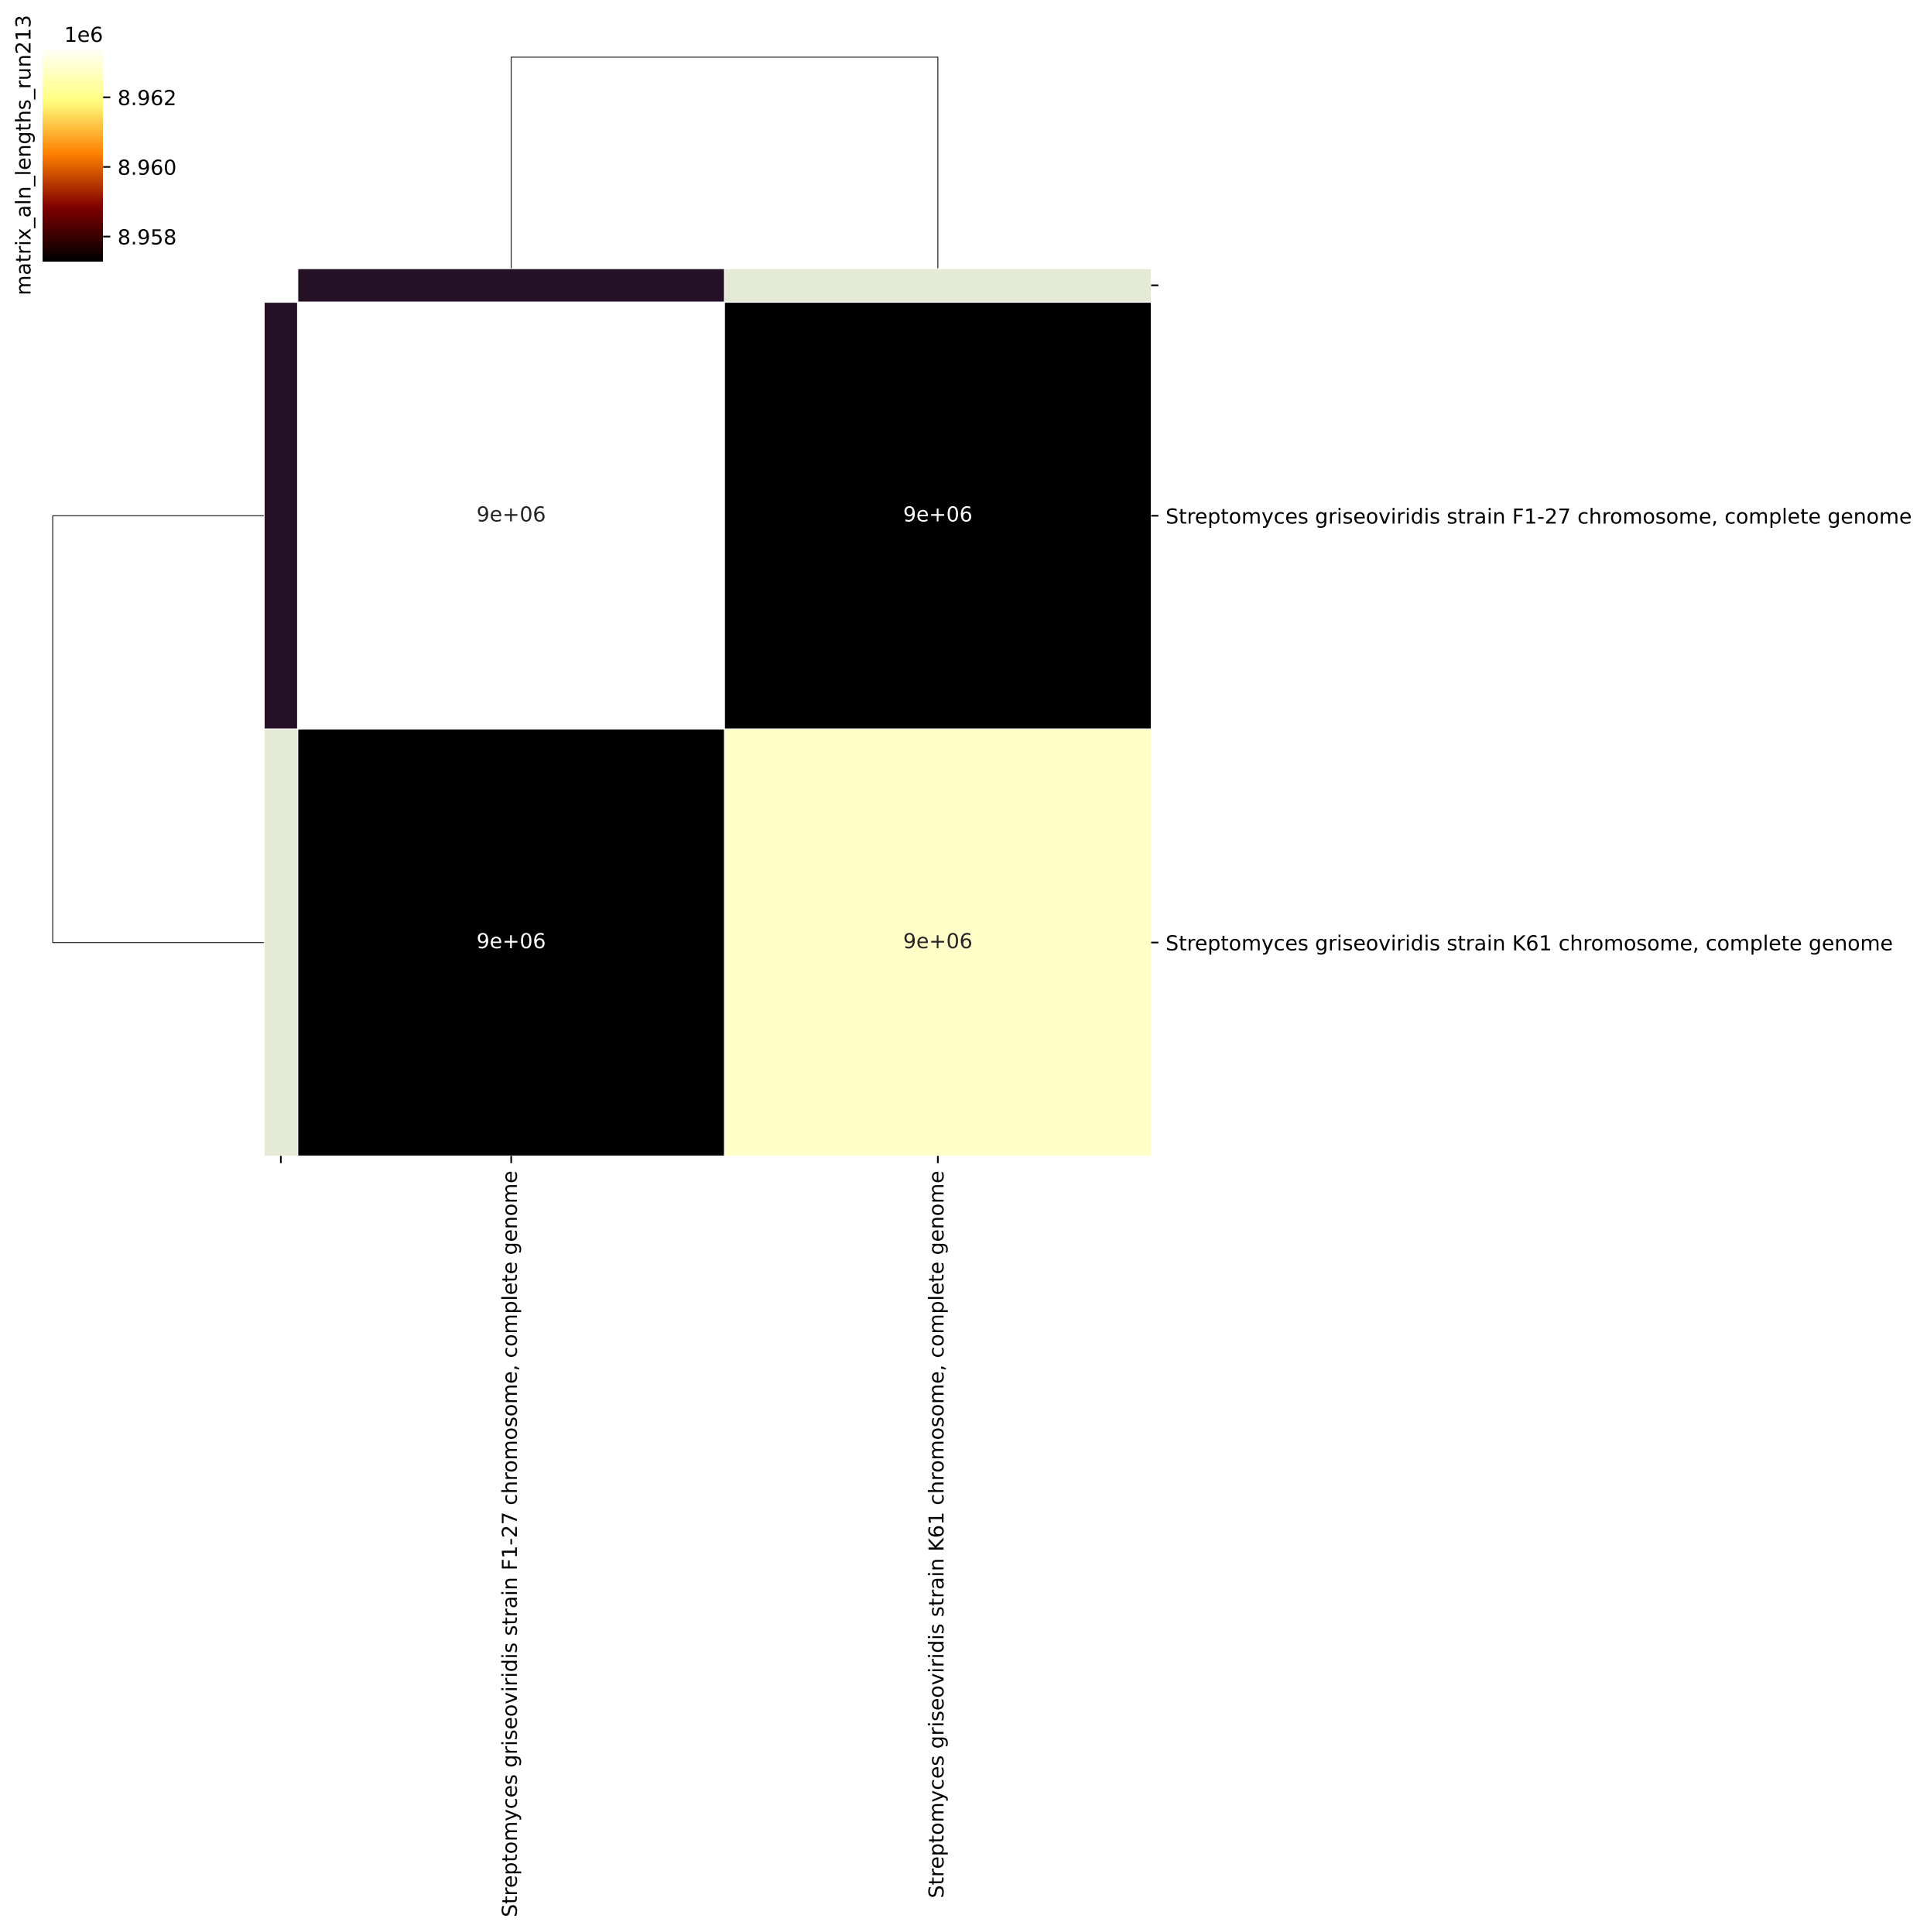 matrix_aln_lengths_run213
1e6
8.962
8.960
8.958
9e+06
9e+06
Streptomyces griseoviridis strain F1-27 chromosome, complete genome
9e+06
9e+06
Streptomyces griseoviridis strain K61 chromosome, complete genome
Streptomyces griseoviridis strain F1-27 chromosome, complete genome
Streptomyces griseoviridis strain K61 chromosome, complete genome